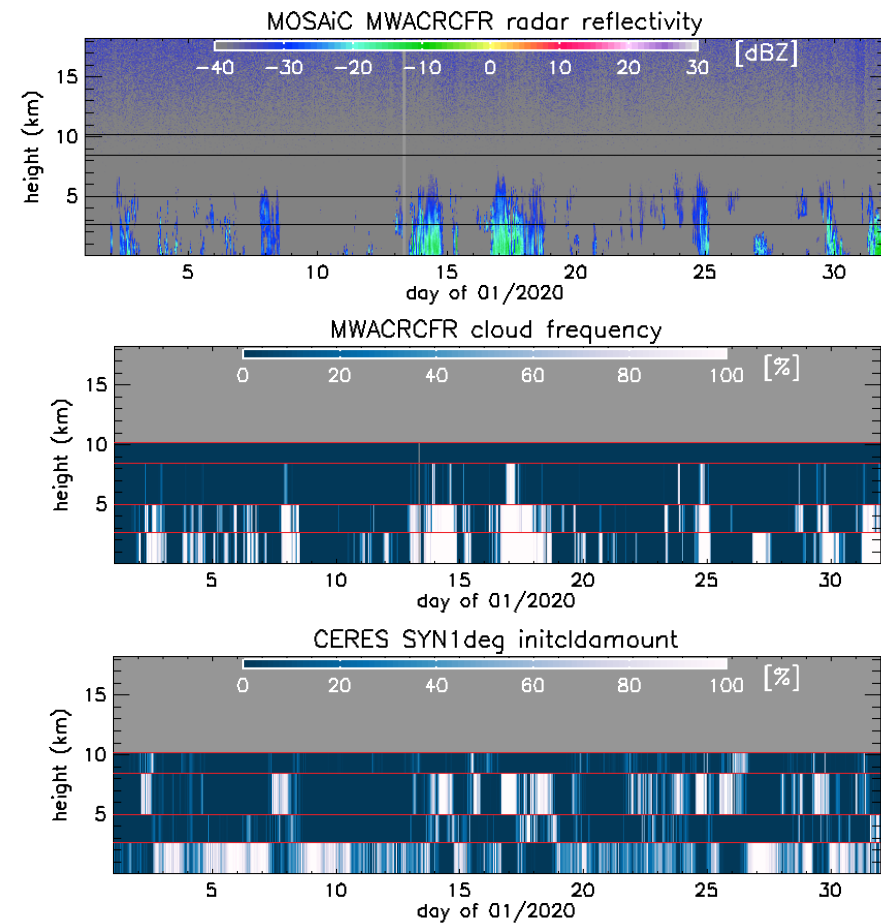 MOSAiC MWACRCFR radar reflectivity
-40 -30 -20 -10 0 10 20 30 [dBZ]
15
10
5
height (km)
5 10 15 20 25 30
day of 01/2020
MWACRCFR cloud frequency
0 20 40 60 80 100 [%]
15
10
5
height (km)
5 10 15 20 25 30
day of 01/2020
CERES SYN1deg initcldamount
0 20 40 60 80 100 [%]
15
10
5
height (km)
5 10 15 20 25 30
day of 01/2020